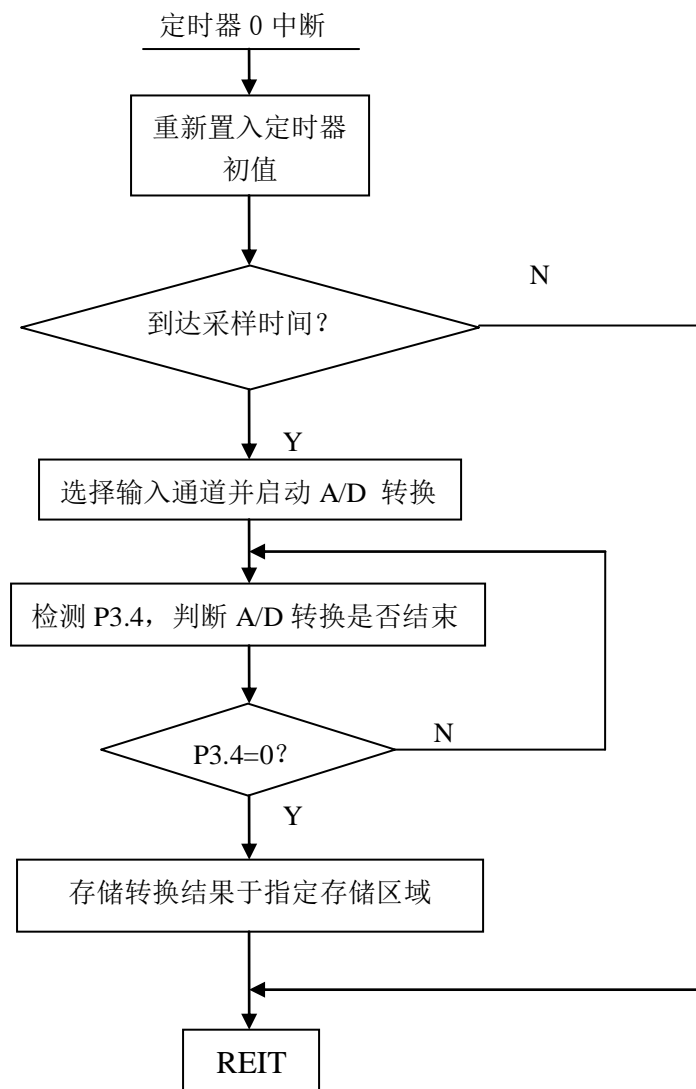 定时器 0 中断
重新置入定时器
初值
N
到达采样时间？
Y
选择输入通道并启动 A/D 转换
检测 P3.4，判断 A/D 转换是否结束
N
P3.4=0？
Y
存储转换结果于指定存储区域
REIT